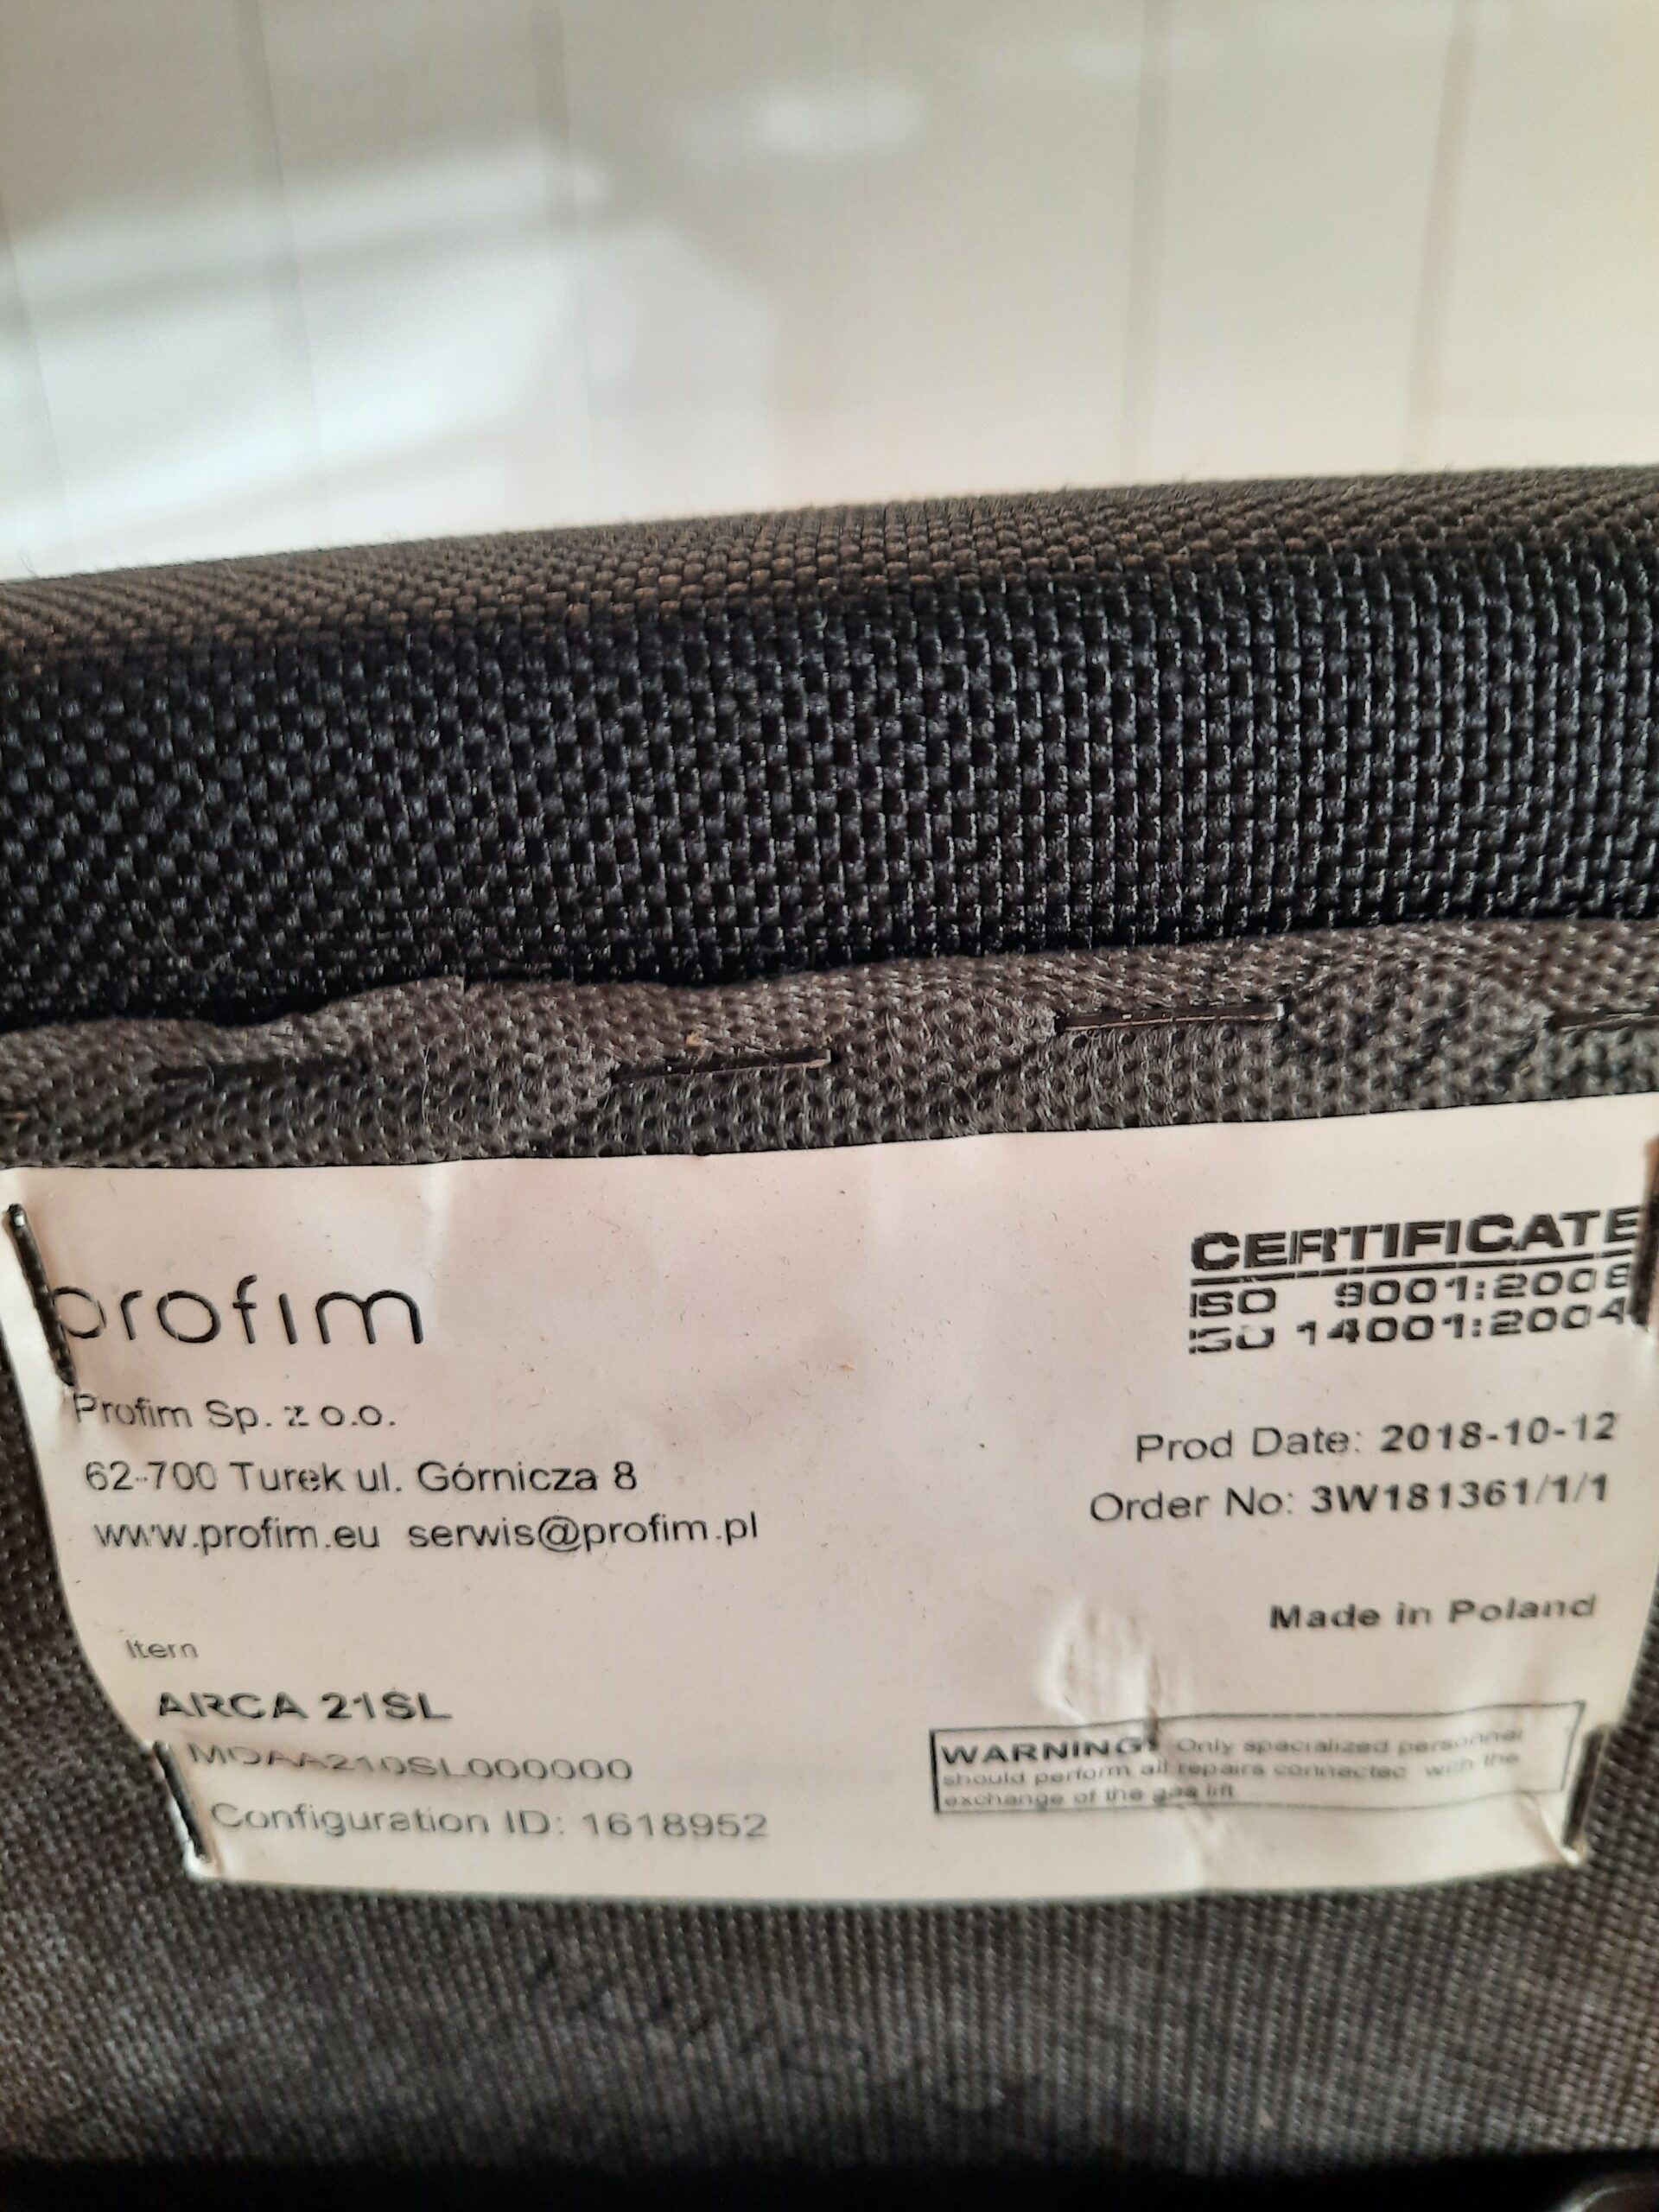 profim
CERTIFICATE
ISO 9001:2008
ISO 14001:2004
Profim Sp. z o.o.
62-700 Turek ul. Górnicza 8
www.profim.eu serwis@profim.pl
Prod Date: 2018-10-12
Order No: 3W181361/1/1
Made in Poland
Item
ARCA 21SL
MOAA210SL000000
Configuration ID: 1618952
WARNING! Only specialized personnel
should perform all repairs connected with the
exchange of the gas lift